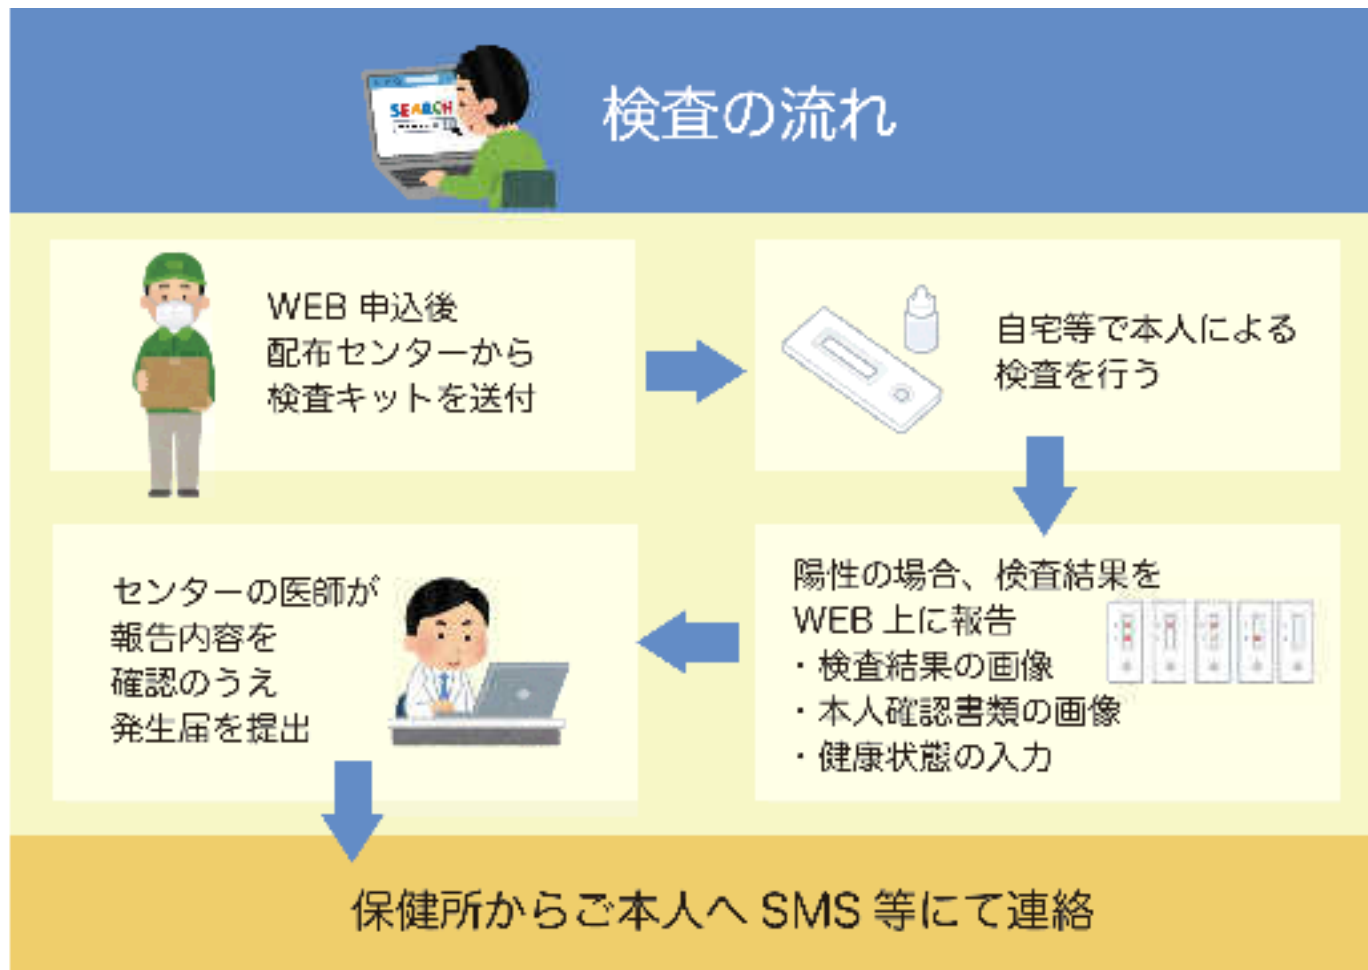 SEARCH
検査の流れ
WEB 申込後
配布センターから
検査キットを送付
自宅等で本人による
検査を行う
陽性の場合、検査結果を
WEB 上に報告
・検査結果の画像
・本人確認書類の画像
・健康状態の入力
センターの医師が
報告内容を
確認のうえ
発生届を提出
保健所からご本人へ SMS 等にて連絡